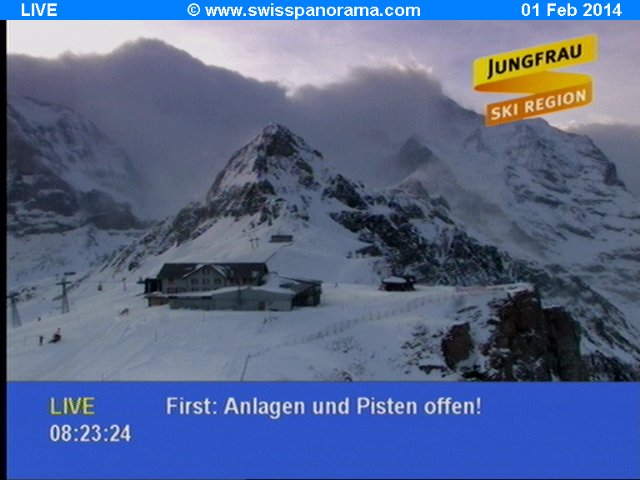 LIVE © www.swisspanorama.com 01 Feb 2014
JUNGFRAU
SKI REGION
LIVE First: Anlagen und Pisten offen!
08:23:24